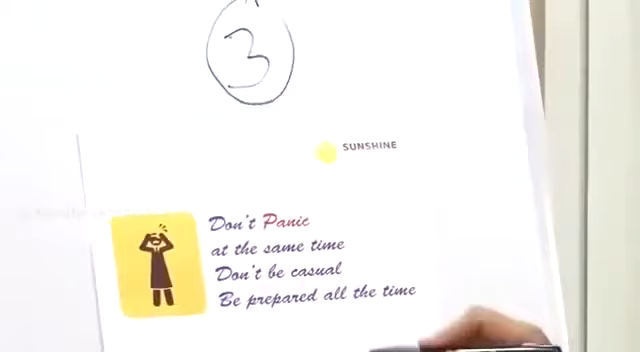 3
SUNSHINE
Don't Panic
at the same time
Don't be casual
Be prepared all the time